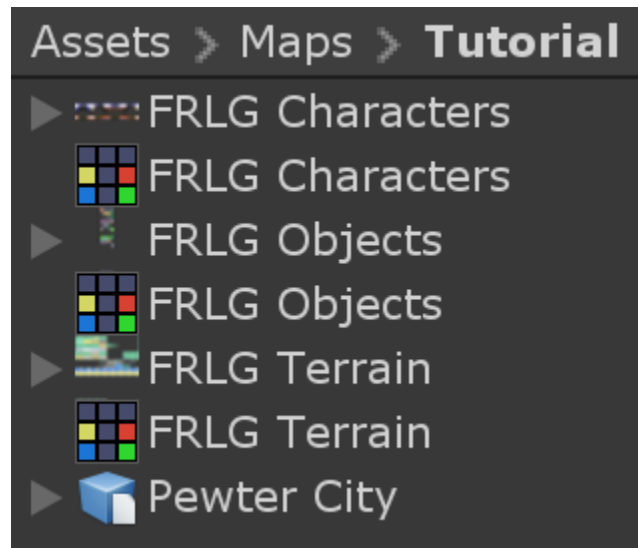 Assets > Maps > Tutorial
FRLG Characters
FRLG Characters
FRLG Objects
FRLG Objects
FRLG Terrain
FRLG Terrain
Pewter City